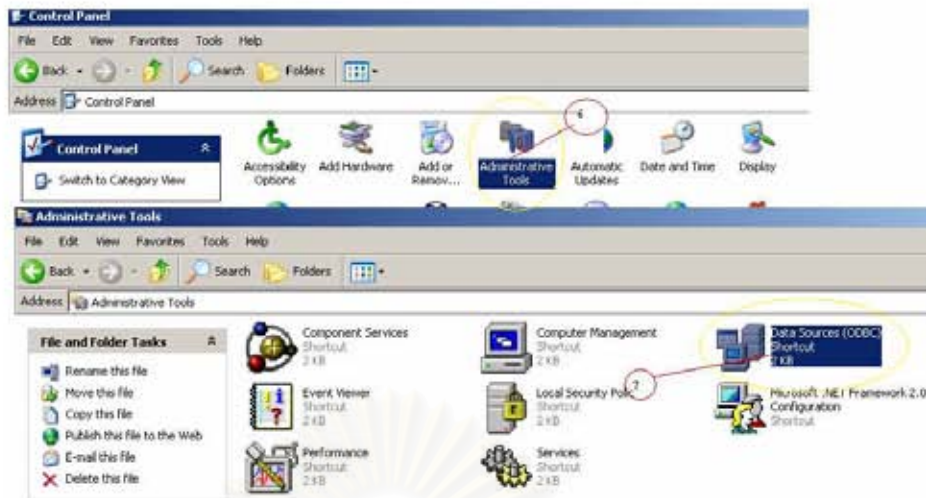 Control Panel
File Edit View Favorites Tools Help
Back Search Folders
Address Control Panel
Control Panel
Switch to Category View
Accessibility Options
Add Hardware
Add or Remov...
Administrative Tools
Automatic Updates
Date and Time
Display
6
Administrative Tools
File Edit View Favorites Tools Help
Back Search Folders
Address Administrative Tools
File and Folder Tasks
Rename this file
Move this file
Copy this file
Publish this file to the Web
E-mail this file
Delete this file
Component Services
Shortcut
2 KB
Computer Management
Shortcut
2 KB
Data Sources (ODBC)
Shortcut
2 KB
Event Viewer
Shortcut
2 KB
Local Security
Shortcut
2 KB
7
Microsoft .NET Framework 2.0
Configuration
Shortcut
Performance
Shortcut
2 KB
Services
Shortcut
2 KB